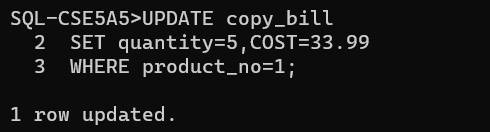 SQL-CSE5A5>UPDATE copy_bill
2 SET quantity=5,COST=33.99
3 WHERE product_no=1;
1 row updated.